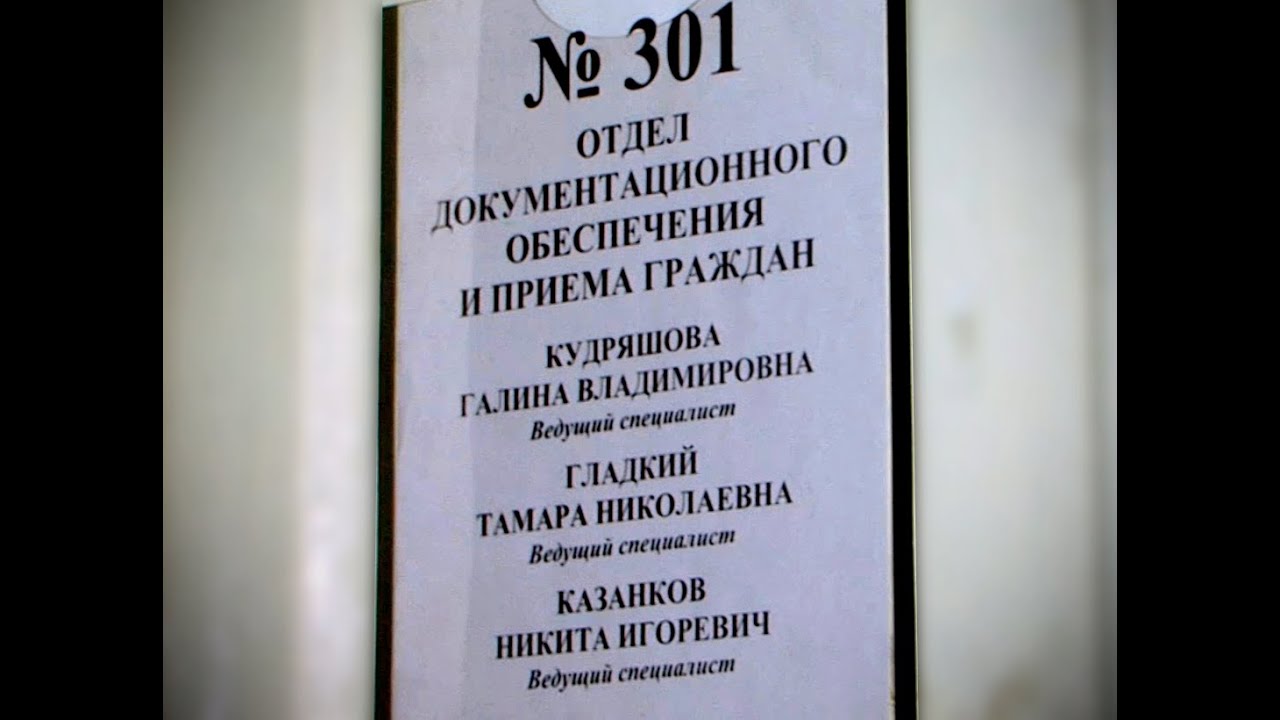 № 301
ОТДЕЛ
ДОКУМЕНТАЦИОННОГО
ОБЕСПЕЧЕНИЯ
И ПРИЕМА ГРАЖДАН
КУДРЯШОВА
ГАЛИНА ВЛАДИМИРОВНА
Ведущий специалист
ГЛАДКИЙ
ТАМАРА НИКОЛАЕВНА
Ведущий специалист
КАЗАНКОВ
НИКИТА ИГОРЕВИЧ
Ведущий специалист